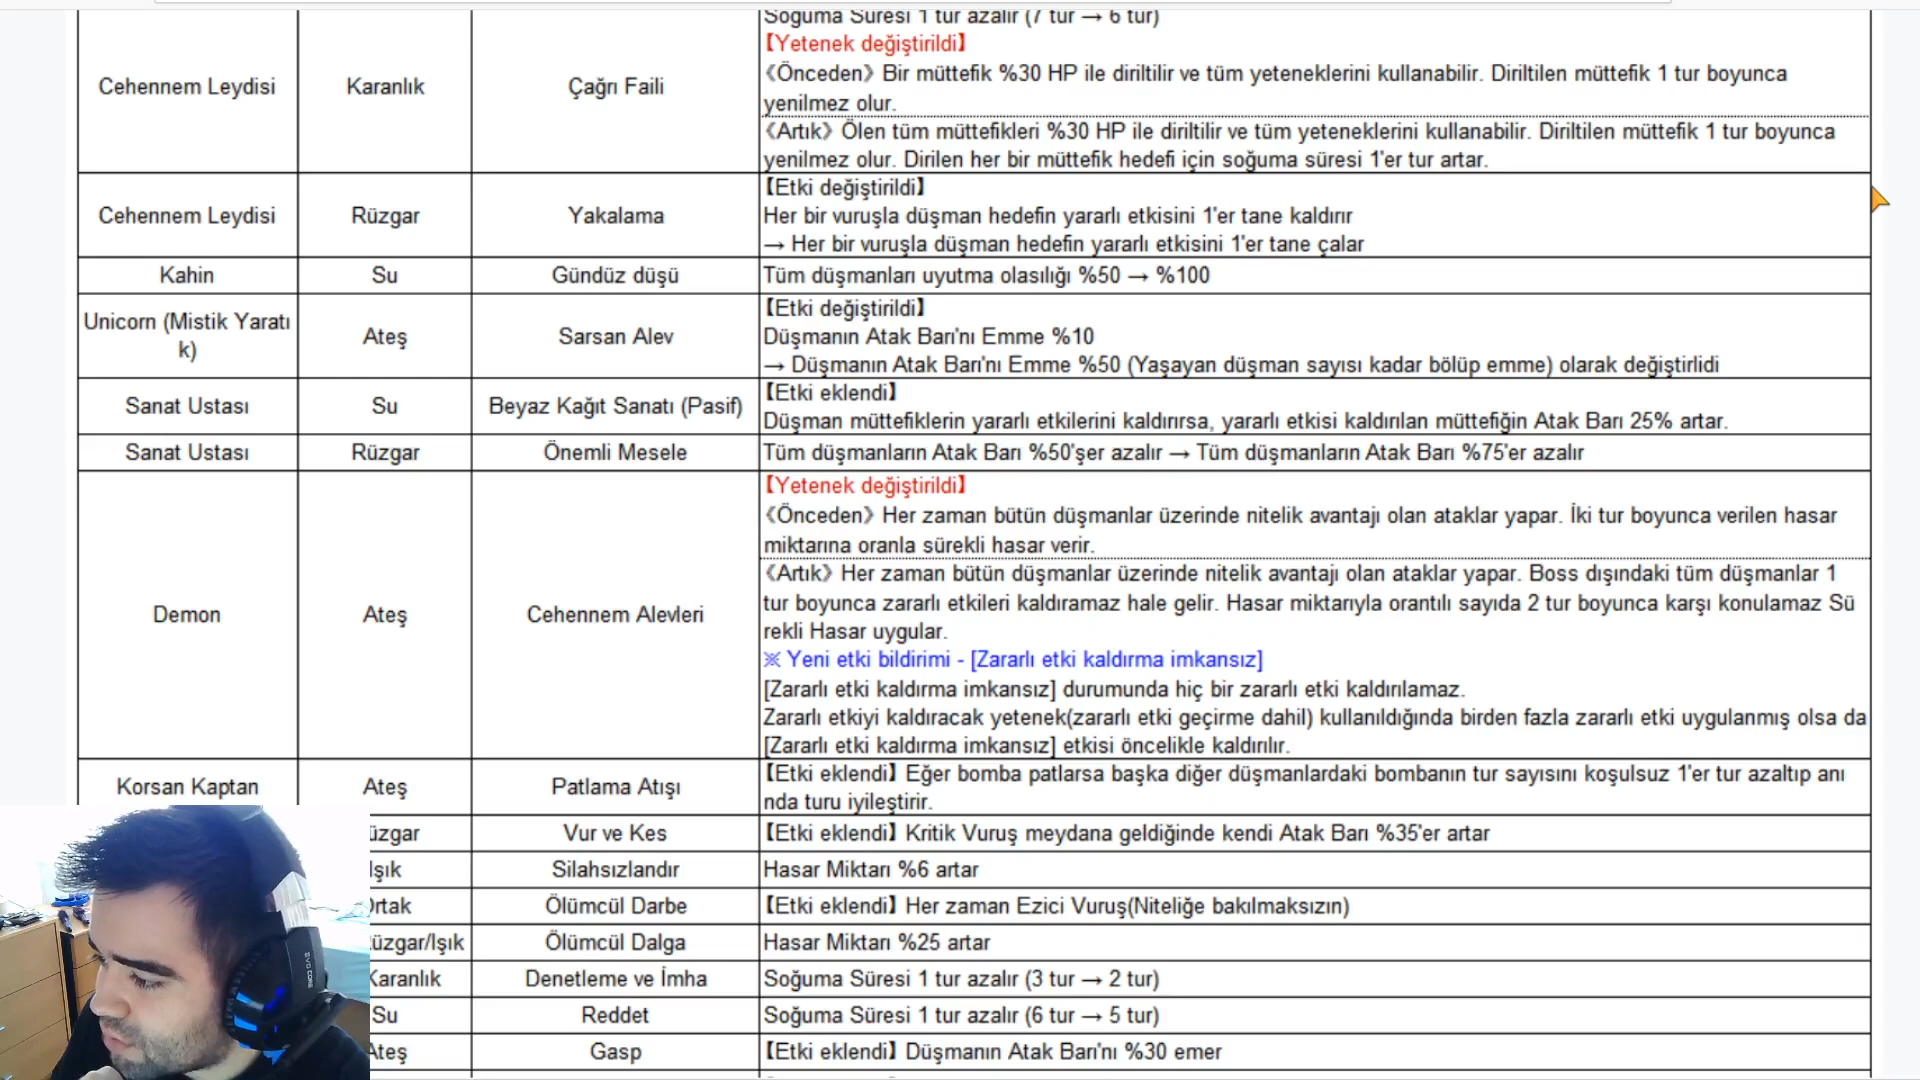 Soğuma Süresi 1 tur azalır (7 tur → 6 tur)
【Yetenek değiştirildi】
Cehennem Leydisi Karanlık Çağrı Faili
《Önceden》 Bir müttefik %30 HP ile diriltilir ve tüm yeteneklerini kullanabilir. Diriltilen müttefik 1 tur boyunca
yenilmez olur.
《Artık》 Ölen tüm müttefikleri %30 HP ile diriltilir ve tüm yeteneklerini kullanabilir. Diriltilen müttefik 1 tur boyunca
yenilmez olur. Dirilen her bir müttefik hedefi için soğuma süresi 1'er tur artar.
Cehennem Leydisi Rüzgar Yakalama
【Etki değiştirildi】
Her bir vuruşla düşman hedefin yararlı etkisini 1'er tane kaldırır
→ Her bir vuruşla düşman hedefin yararlı etkisini 1'er tane çalar
Kahin Su Gündüz düşü Tüm düşmanları uyutma olasılığı %50 → %100
Unicorn (Mistik Yaratı
k) Ateş Sarsan Alev
【Etki değiştirildi】
Düşmanın Atak Barı'nı Emme %10
→ Düşmanın Atak Barı'nı Emme %50 (Yaşayan düşman sayısı kadar bölüp emme) olarak değiştirlidi
Sanat Ustası Su Beyaz Kağıt Sanatı (Pasif)
【Etki eklendi】
Düşman müttefiklerin yararlı etkilerini kaldırırsa, yararlı etkisi kaldırılan müttefiğin Atak Barı 25% artar.
Sanat Ustası Rüzgar Önemli Mesele Tüm düşmanların Atak Barı %50'şer azalır → Tüm düşmanların Atak Barı %75'er azalır
Demon Ateş Cehennem Alevleri
【Yetenek değiştirildi】
《Önceden》 Her zaman bütün düşmanlar üzerinde nitelik avantajı olan ataklar yapar. İki tur boyunca verilen hasar
miktarına oranla sürekli hasar verir.
《Artık》 Her zaman bütün düşmanlar üzerinde nitelik avantajı olan ataklar yapar. Boss dışındaki tüm düşmanlar 1
tur boyunca zararlı etkileri kaldıramaz hale gelir. Hasar miktarıyla orantılı sayıda 2 tur boyunca karşı konulamaz Sü
rekli Hasar uygular.
※ Yeni etki bildirimi - [Zararlı etki kaldırma imkansız]
[Zararlı etki kaldırma imkansız] durumunda hiç bir zararlı etki kaldırılamaz.
Zararlı etkiyi kaldıracak yetenek(zararlı etki geçirme dahil) kullanıldığında birden fazla zararlı etki uygulanmış olsa da
[Zararlı etki kaldırma imkansız] etkisi öncelikle kaldırılır.
Korsan Kaptan Ateş Patlama Atışı
【Etki eklendi】 Eğer bomba patlarsa başka diğer düşmanlardaki bombanın tur sayısını koşulsuz 1'er tur azaltıp anı
nda turu iyileştirir.
üzgar Vur ve Kes 【Etki eklendi】 Kritik Vuruş meydana geldiğinde kendi Atak Barı %35'er artar
Işık Silahsızlandır Hasar Miktarı %6 artar
Ortak Ölümcül Darbe 【Etki eklendi】 Her zaman Ezici Vuruş(Niteliğe bakılmaksızın)
üzgar/Işık Ölümcül Dalga Hasar Miktarı %25 artar
Karanlık Denetleme ve İmha Soğuma Süresi 1 tur azalır (3 tur → 2 tur)
Su Reddet Soğuma Süresi 1 tur azalır (6 tur → 5 tur)
Ateş Gasp 【Etki eklendi】 Düşmanın Atak Barı'nı %30 emer